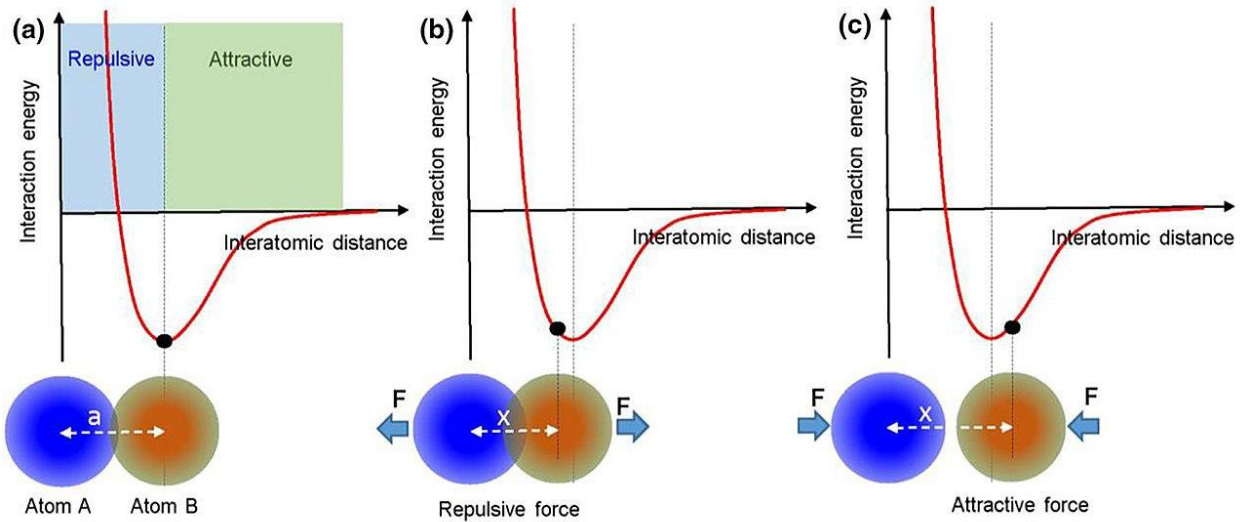 (a)
Interaction energy
Repulsive
Attractive
Interatomic distance
a
Atom A
Atom B
(b)
Interaction energy
Interatomic distance
F
X
F
Repulsive force
(c)
Interaction energy
Interatomic distance
F
X
F
Attractive force